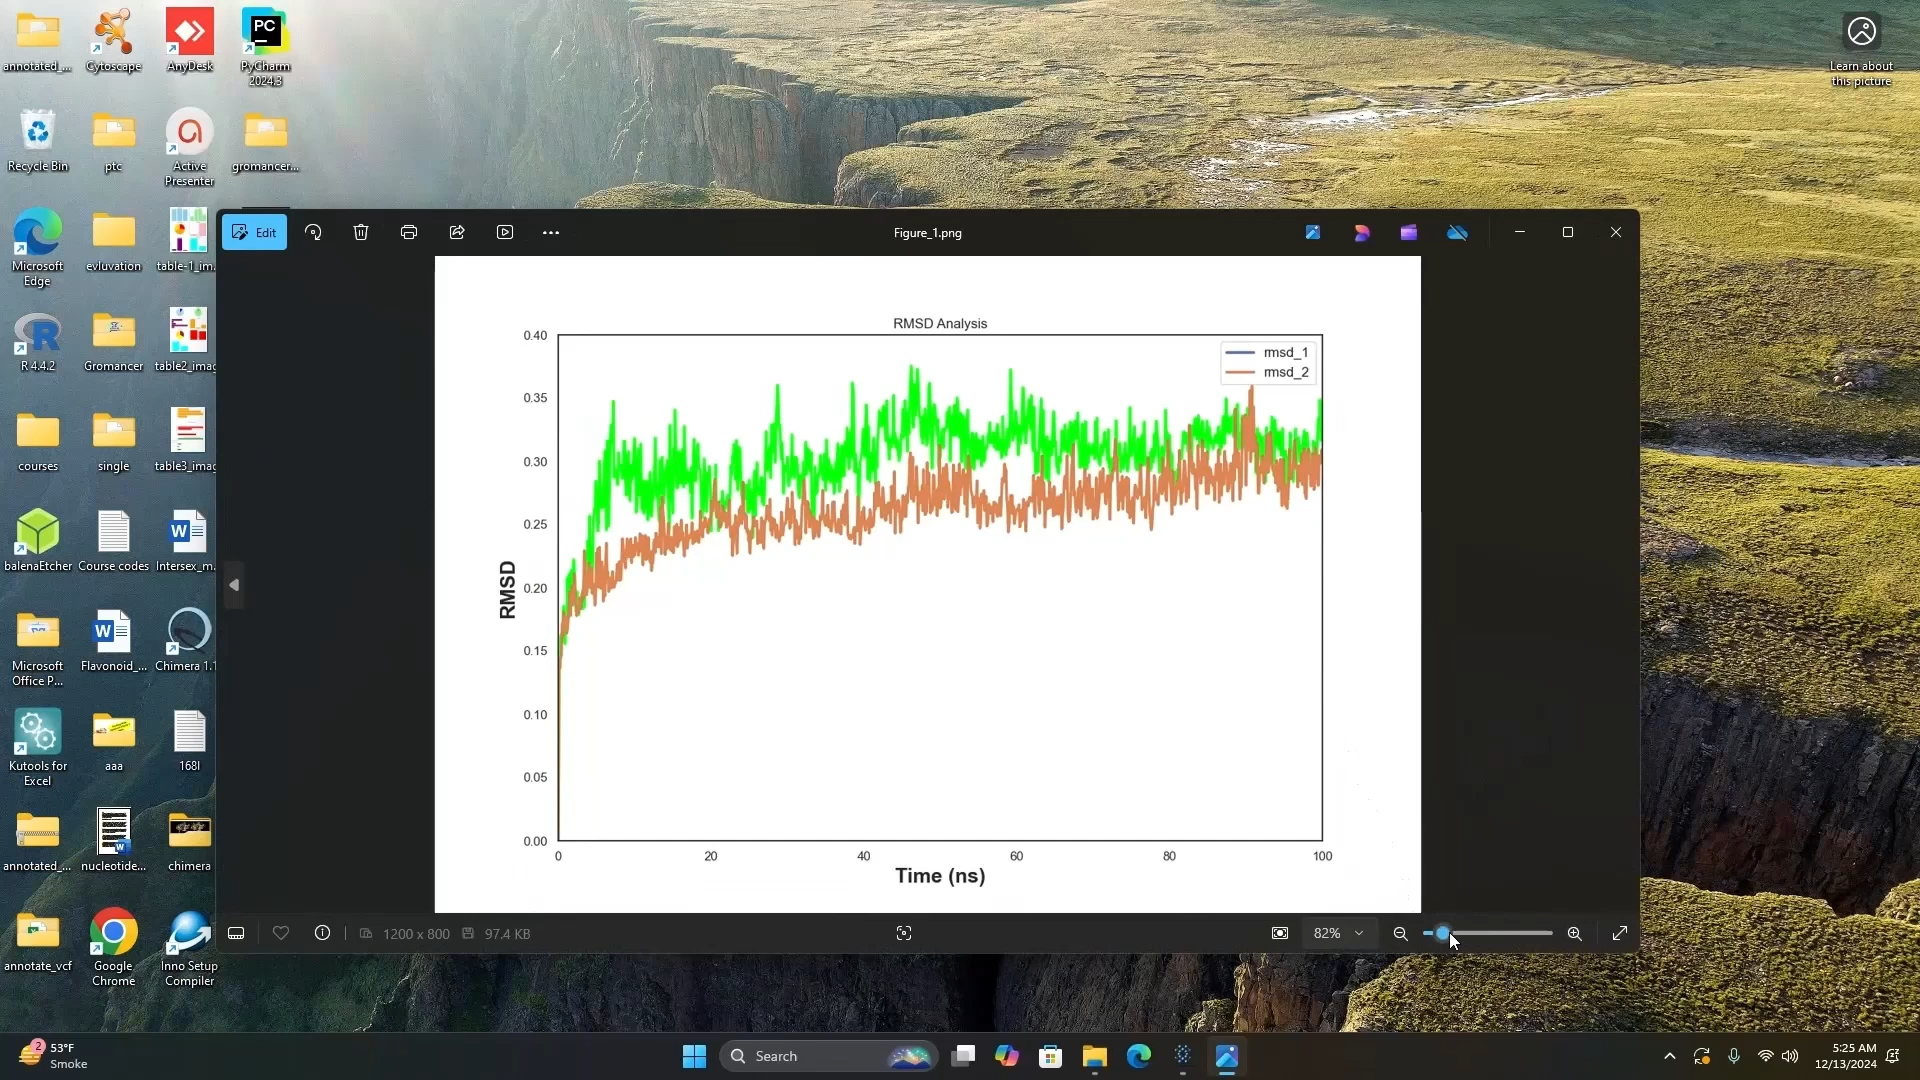 annotated_...
Cytoscape
AnyDesk
PC
PyCharm
2024.3
Learn about
this picture
Recycle Bin
ptc
Active
Presenter
gromancer...
Microsoft
Edge
evluvation
table-1_im...
R 4.4.2
Gromancer
table2_imag
courses
single
table3_imag
balenaEtcher
Course codes
Intersex_m...
Microsoft
Office P...
Flavonoid_...
Chimera 1.1
Kutools for
Excel
aaa
168l
annotated_...
nucleotide...
chimera
annotate_vcf
Google
Chrome
Inno Setup
Compiler
Edit
Figure_1.png
RMSD Analysis
rmsd_1
rmsd_2
0.40
0.35
0.30
0.25
0.20
0.15
0.10
0.05
0.00
RMSD
0 20 40 60 80 100
Time (ns)
1200 x 800
97.4 KB
82%
2
53°F
Smoke
Search
5:25 AM
12/13/2024